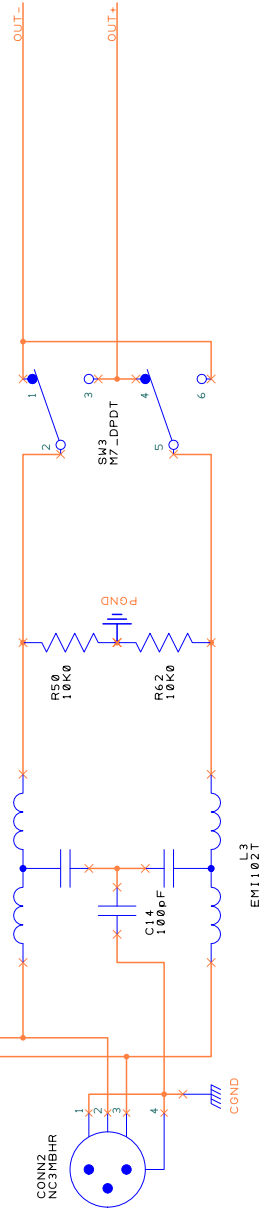 OUT-
OUT+
1
3
4
6
2
5
SW3
M7_DPDT
PGND
R50
10K0
R62
10K0
L3
EMI102T
C14
100pF
CONN2
NC3MBHR
1
2
3
4
CGND